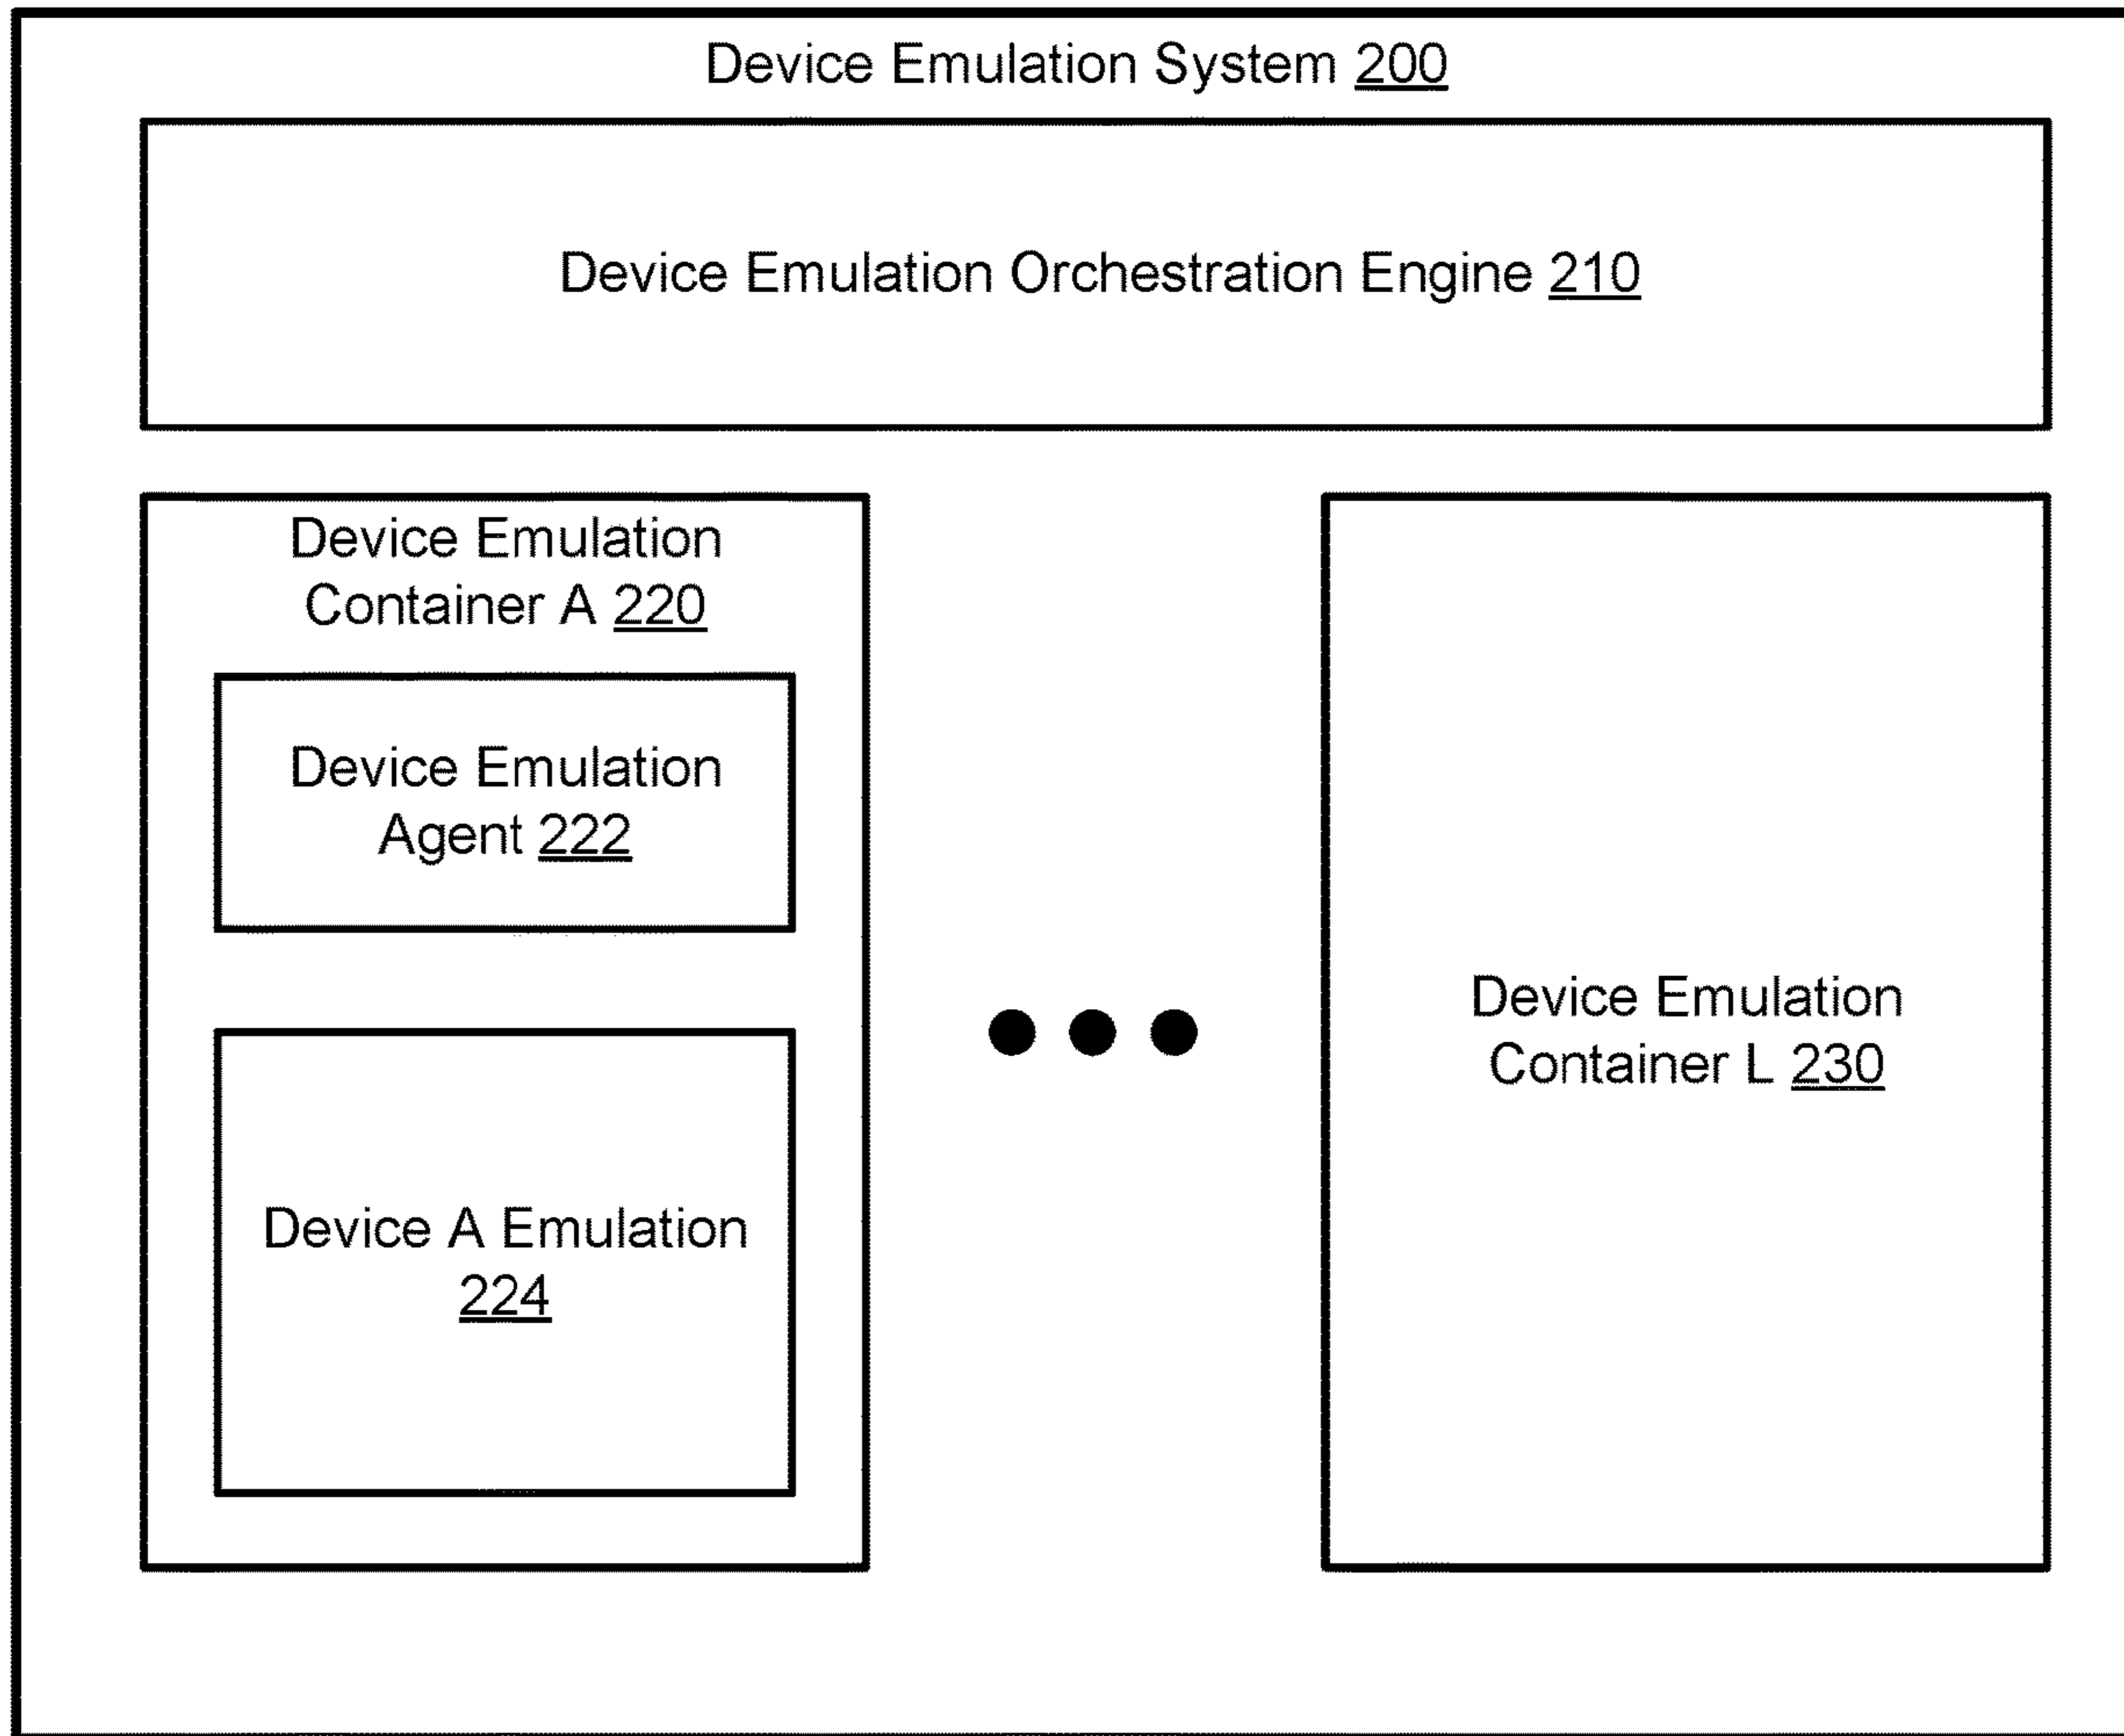 Device Emulation System 200
Device Emulation Orchestration Engine 210
Device Emulation
Container A 220
Device Emulation
Agent 222
Device A Emulation
224
Device Emulation
Container L 230